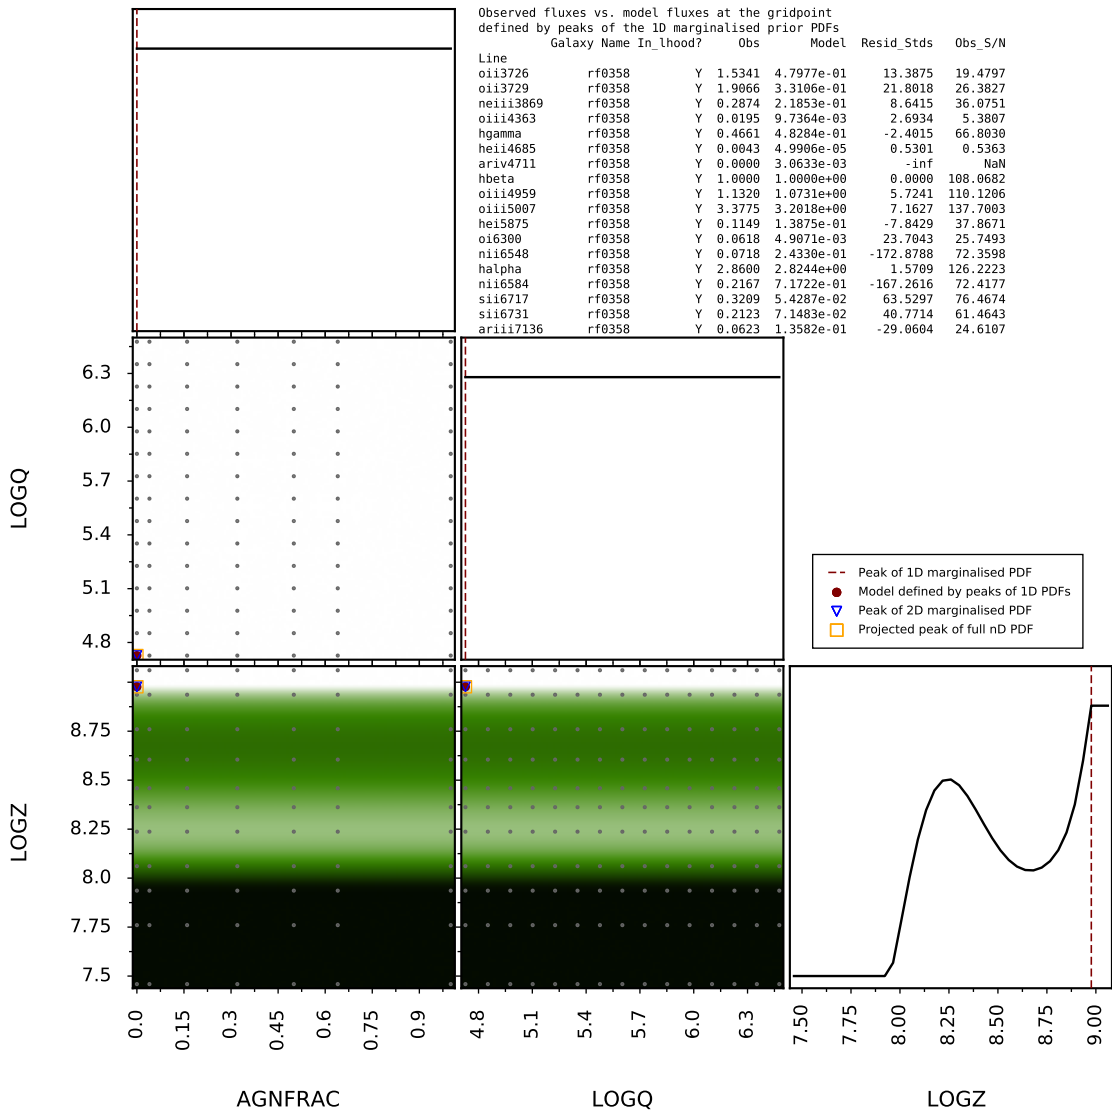 Observed fluxes vs. model fluxes at the gridpoint
defined by peaks of the 1D marginalised prior PDFs
Galaxy Name In_lhood? Obs Model Resid_Stds Obs_S/N
Line
oii3726 rf0358 Y 1.5341 4.7977e-01 13.3875 19.4797
oii3729 rf0358 Y 1.9066 3.3106e-01 21.8018 26.3827
neiii3869 rf0358 Y 0.2874 2.1853e-01 8.6415 36.0751
oiii4363 rf0358 Y 0.0195 9.7364e-03 2.6934 5.3807
hgamma rf0358 Y 0.4661 4.8284e-01 -2.4015 66.8030
heii4685 rf0358 Y 0.0043 4.9906e-05 0.5301 0.5363
ariv4711 rf0358 Y 0.0000 3.0633e-03 -inf NaN
hbeta rf0358 Y 1.0000 1.0000e+00 0.0000 108.0682
oiii4959 rf0358 Y 1.1320 1.0731e+00 5.7241 110.1206
oiii5007 rf0358 Y 3.3775 3.2018e+00 7.1627 137.7003
hei5875 rf0358 Y 0.1149 1.3875e-01 -7.8429 37.8671
oi6300 rf0358 Y 0.0618 4.9071e-03 23.7043 25.7493
nii6548 rf0358 Y 0.0718 2.4330e-01 -172.8788 72.3598
halpha rf0358 Y 2.8600 2.8244e+00 1.5709 126.2223
nii6584 rf0358 Y 0.2167 7.1722e-01 -167.2616 72.4177
sii6717 rf0358 Y 0.3209 5.4287e-02 63.5297 76.4674
sii6731 rf0358 Y 0.2123 7.1483e-02 40.7714 61.4643
ariii7136 rf0358 Y 0.0623 1.3582e-01 -29.0604 24.6107
6.3
6.0
5.7
5.4
5.1
4.8
LOGQ
Peak of 1D marginalised PDF
Model defined by peaks of 1D PDFs
Peak of 2D marginalised PDF
Projected peak of full nD PDF
8.75
8.5
8.25
8.0
7.75
7.5
LOGZ
0.0 0.15 0.3 0.45 0.6 0.75 0.9
4.8 5.1 5.4 5.7 6.0 6.3
7.50 7.75 8.00 8.25 8.50 8.75 9.00
AGNFRAC LOGQ LOGZ